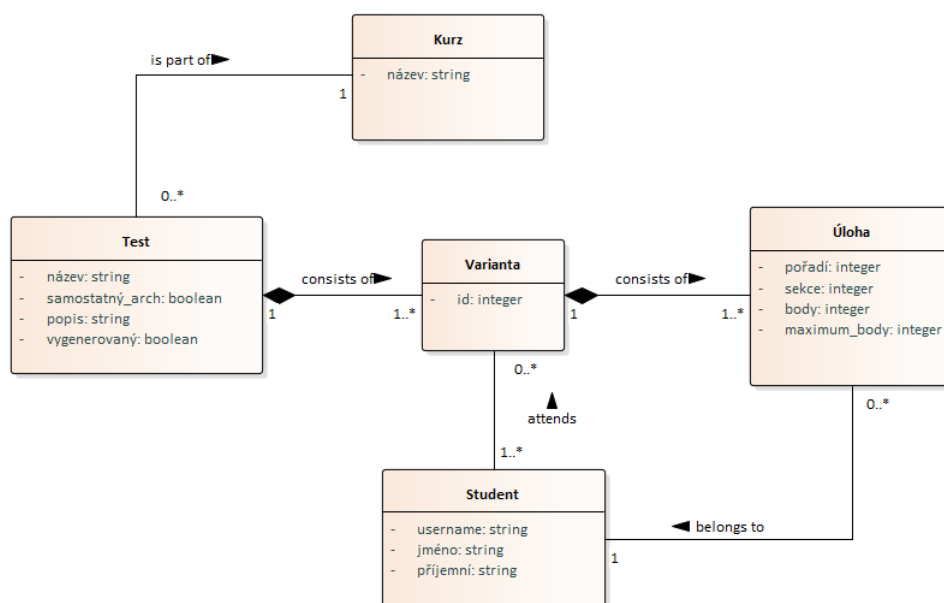 Kurz
- název: string
is part of
1
0..*
Test
- název: string
- samostatný_arch: boolean
- popis: string
- vygenerovaný: boolean
consists of
1
1..*
Varianta
- id: integer
consists of
1
1..*
Úloha
- pořadí: integer
- sekce: integer
- body: integer
- maximum_body: integer
0..*
attends
1..*
0..*
Student
- username: string
- jméno: string
- příjemní: string
belongs to
1